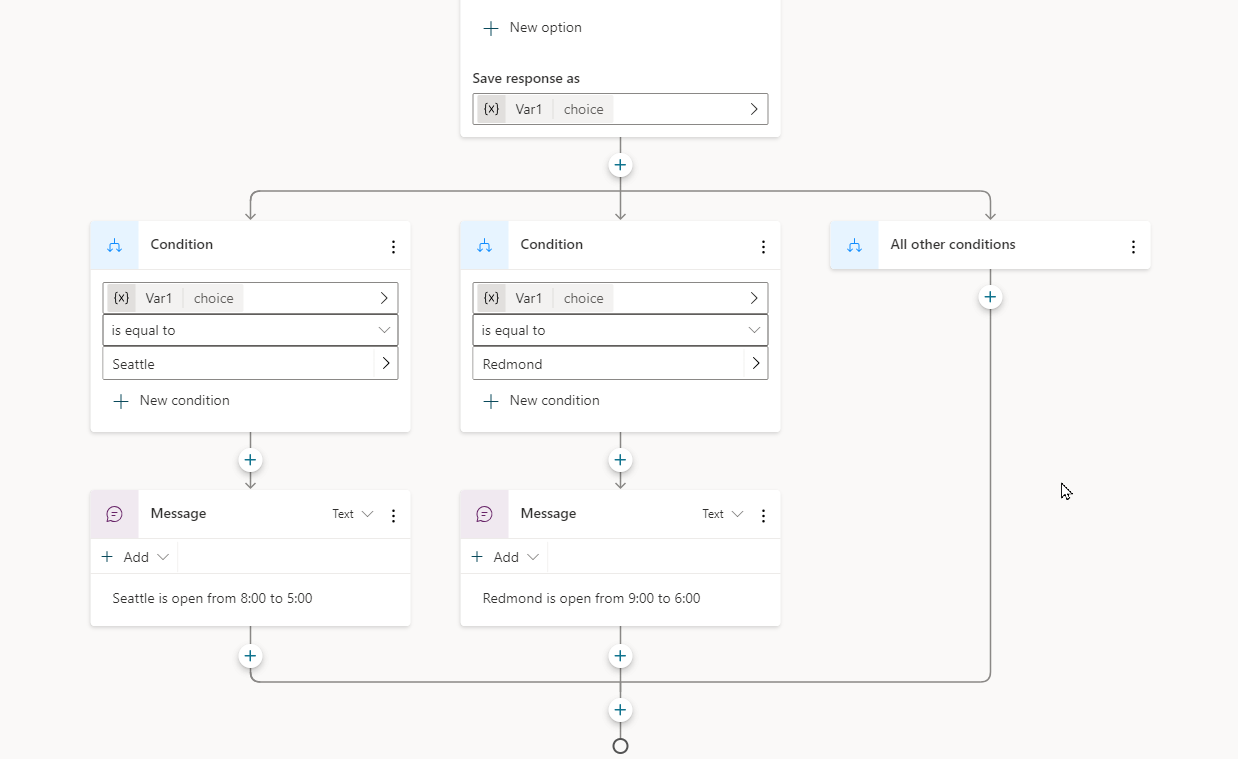 New option
Save response as
{x} Var1 choice
Condition
{x} Var1 choice
is equal to
Seattle
New condition
Condition
{x} Var1 choice
is equal to
Redmond
New condition
All other conditions
Message Text
Add
Seattle is open from 8:00 to 5:00
Message Text
Add
Redmond is open from 9:00 to 6:00